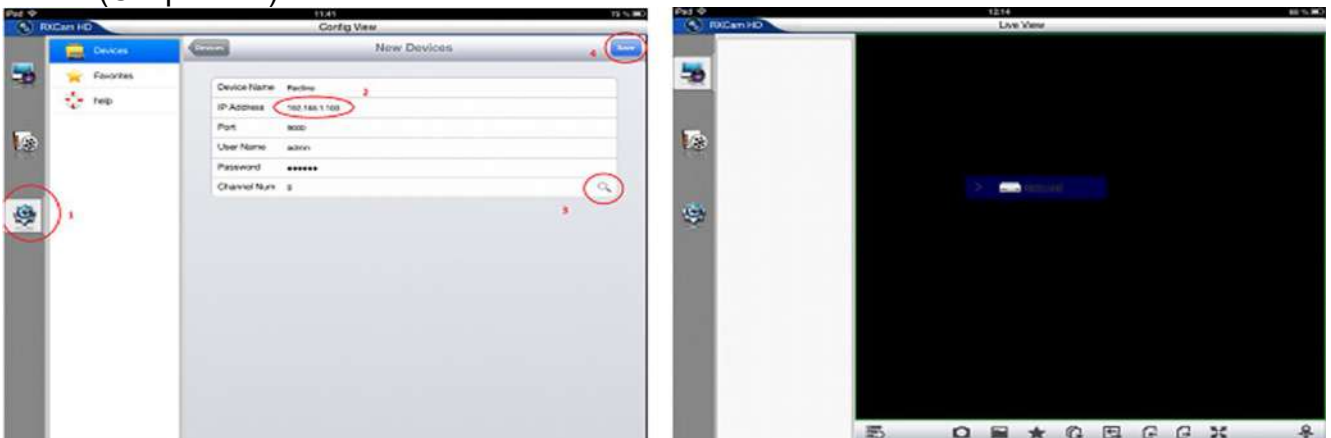 iPad 11:41 75 %
RXCam HD Config View
Devices
Favorites
help
Devices New Devices Save
4
Device Name
2
IP Address 192.168.1.100
Port 9000
User Name admin
Password ••••••
Channel Num
1
3
iPad 12:14
RXCam HD Live View